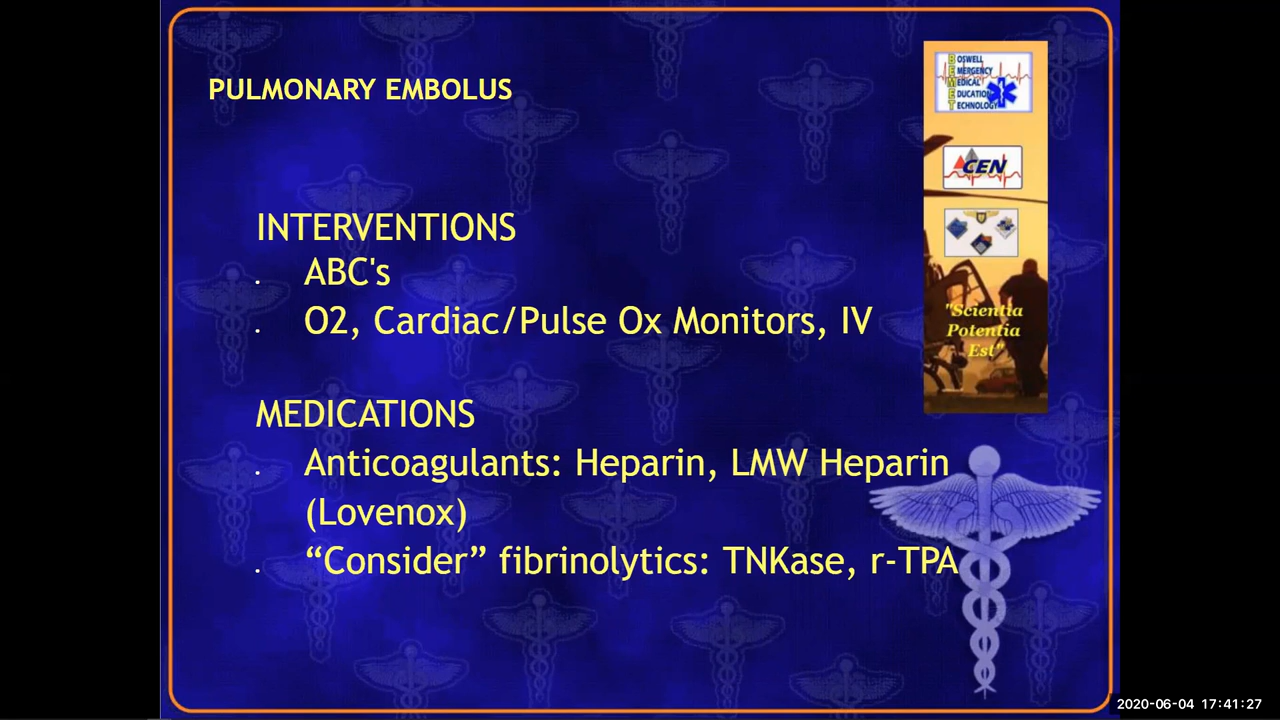 PULMONARY EMBOLUS
INTERVENTIONS
. ABC's
. O2, Cardiac/Pulse Ox Monitors, IV
MEDICATIONS
. Anticoagulants: Heparin, LMW Heparin
(Lovenox)
. “Consider” fibrinolytics: TNKase, r-TPA
BOSWELL
EMERGENCY
MEDICAL
EDUCATION
TECHNOLOGY
CEN
"Scientia
Potentia
Est"
2020-06-04 17:41:27